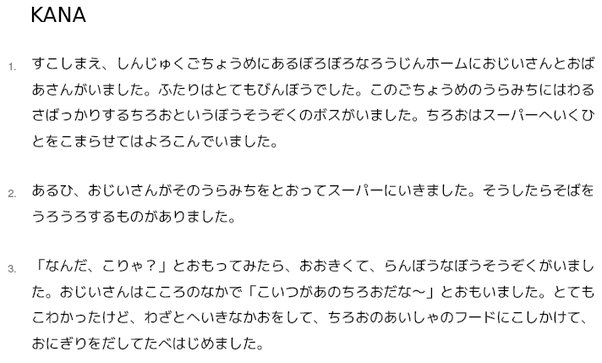 KANA
1. すこしまえ、しんじゅくごちょうめにあるぼろぼろなろうじんホームにおじいさんとおば
あさんがいました。ふたりはとてもびんぼうでした。このごちょうめのうらみちにはわる
さばっかりするちろおというぼうそうぞくのボスがいました。ちろおはスーパーへいくひ
とをこまらせてはよろこんでいました。
2. あるひ、おじいさんがそのうらみちをとおってスーパーにいきました。そうしたらそばを
うろうろするものがありました。
3. 「なんだ、こりゃ？」とおもってみたら、おおきくて、らんぼうなぼうそうぞくがいまし
た。おじいさんはこころのなかで「こいつがあのちろおだな〜」とおもいました。とても
こわかったけど、わざとへいきなかおをして、ちろおのあいしゃのフードにこしかけて、
おにぎりをだしてたべはじめました。